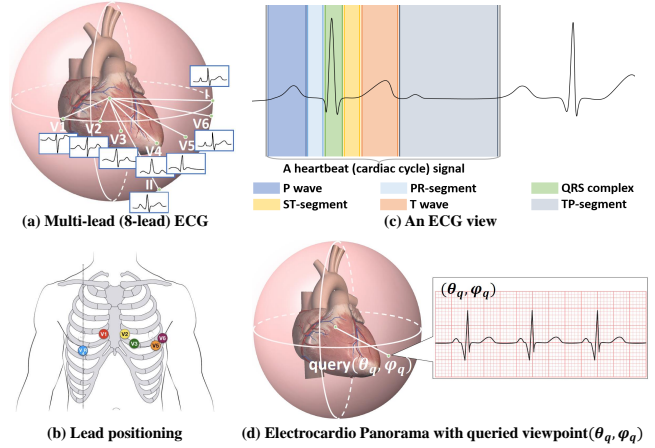 I
V1
V2
V3
V4
V5
V6
II
(a) Multi-lead (8-lead) ECG
A heartbeat (cardiac cycle) signal
P wave
PR-segment
QRS complex
ST-segment
T wave
TP-segment
(c) An ECG view
V1
V2
V3
V6
(b) Lead positioning
query(θq, φq)
(θq, φq)
(d) Electrocardio Panorama with queried viewpoint(θq, φq)